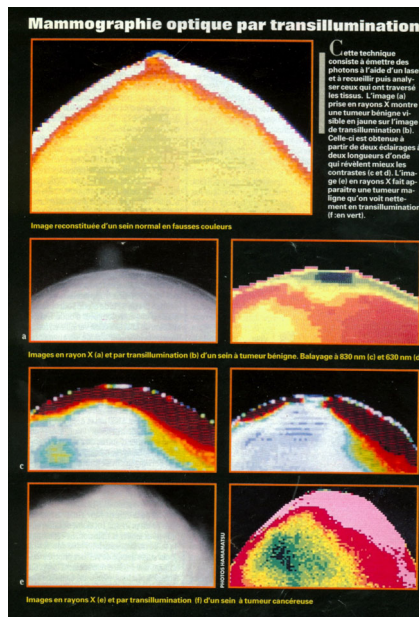 Mammographie optique par transillumination
Cette technique
consiste à émettre des
photons à l'aide d'un lase
et à recueillir puis analy-
ser ceux qui ont traversé
les tissus. L'image (a)
prise en rayons X montre
une tumeur bénigne vi-
sible en jaune sur l'image
de transillumination (b).
Celle-ci est obtenue à
partir de deux éclairages à
deux longueurs d'onde
qui révèlent mieux les
contrastes (c et d). L'ima-
ge (e) en rayons X fait ap-
paraître une tumeur ma-
ligne qu'on voit nette-
ment en transillumination
(f :en vert).
Image reconstituée d'un sein normal en fausses couleurs
a
Images en rayon X (a) et par transillumination (b) d'un sein à tumeur bénigne. Balayage à 830 nm (c) et 630 nm (d
c
PHOTOS HAMAMATSU
e
Images en rayons X (e) et par transillumination (f) d'un sein à tumeur cancéreuse